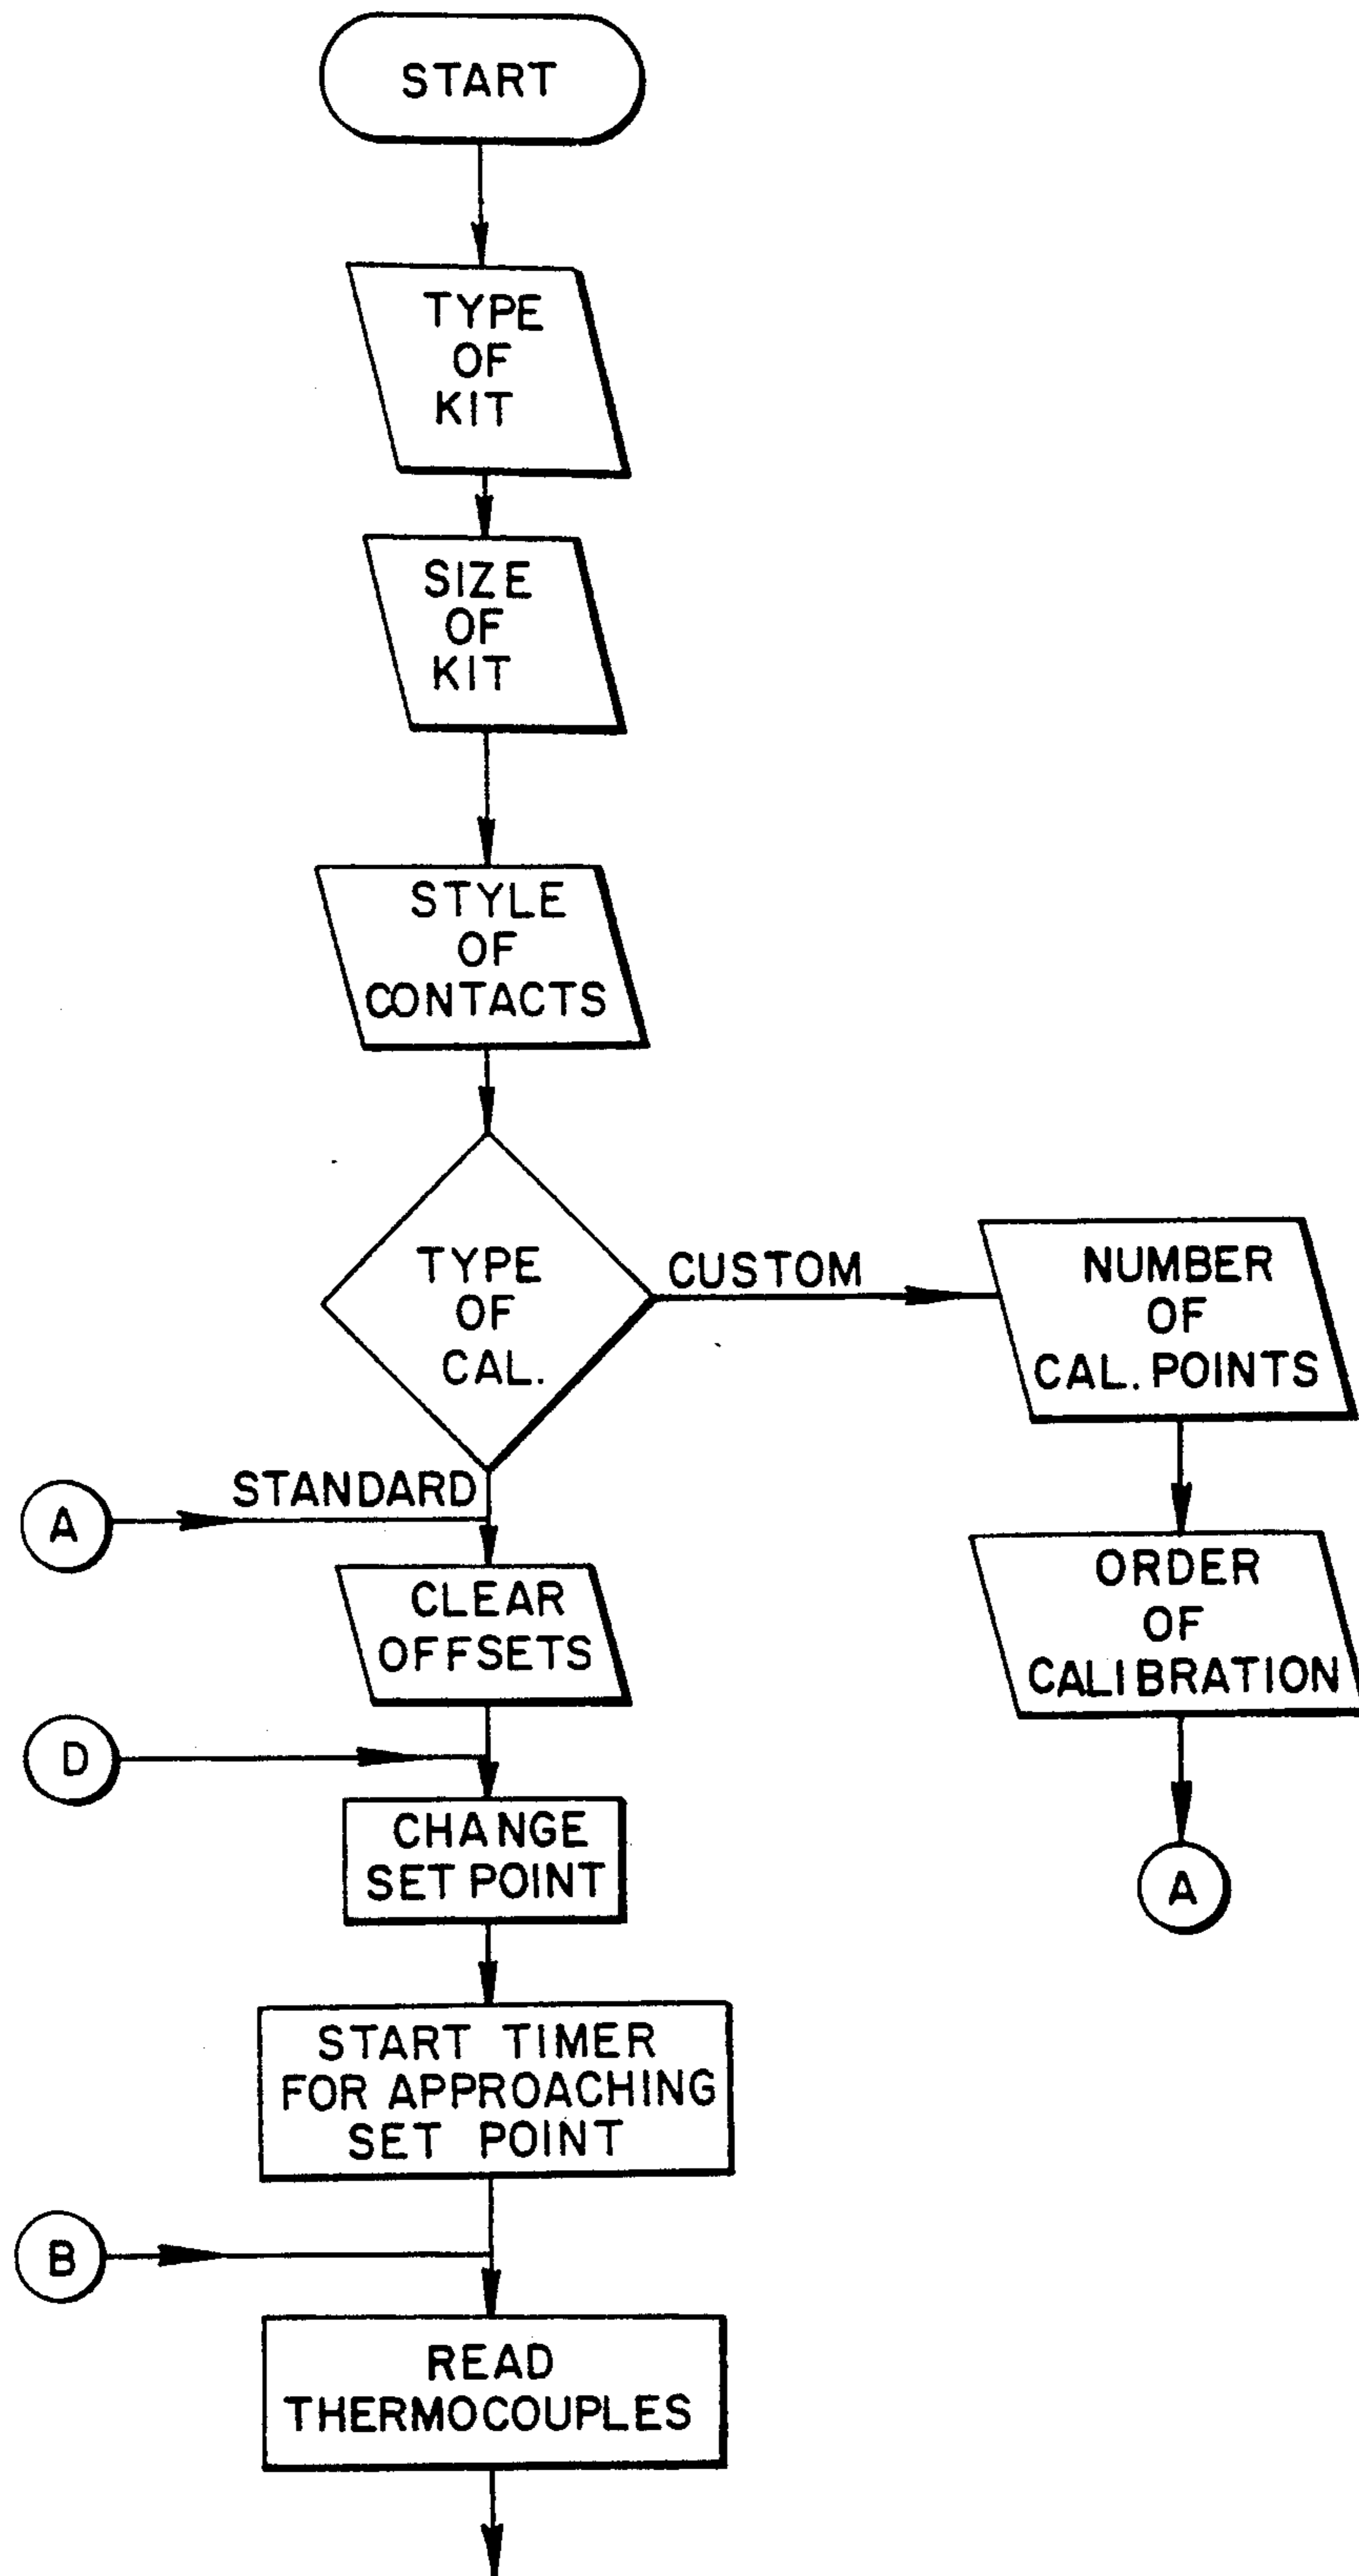 START
TYPE
OF
KIT
SIZE
OF
KIT
STYLE
OF
CONTACTS
TYPE
OF
CAL.
CUSTOM
NUMBER
OF
CAL. POINTS
STANDARD
A
ORDER
OF
CALIBRATION
CLEAR
OFFSETS
D
CHANGE
SET POINT
A
START TIMER
FOR APPROACHING
SET POINT
B
READ
THERMOCOUPLES